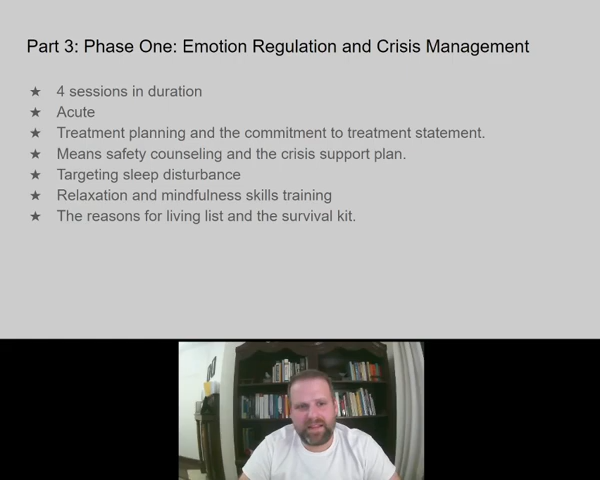 Part 3: Phase One: Emotion Regulation and Crisis Management
★ 4 sessions in duration
★ Acute
★ Treatment planning and the commitment to treatment statement.
★ Means safety counseling and the crisis support plan.
★ Targeting sleep disturbance
★ Relaxation and mindfulness skills training
★ The reasons for living list and the survival kit.